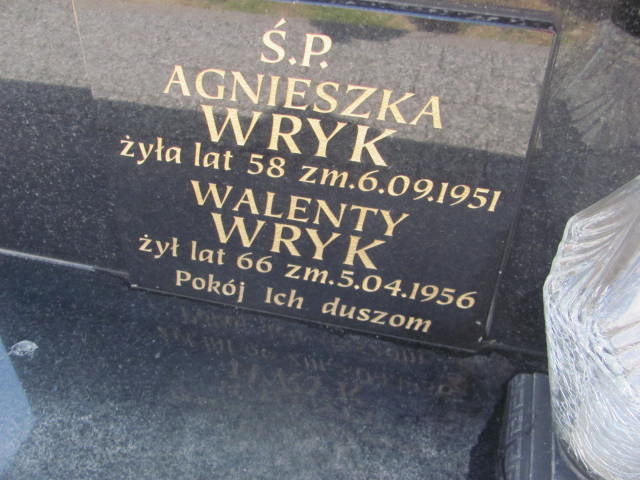 Ś.P.
AGNIESZKA
WRYK
żyła lat 58 zm.6.09.1951
WALENTY
WRYK
żył lat 66 zm.5.04.1956
Pokój Ich duszom